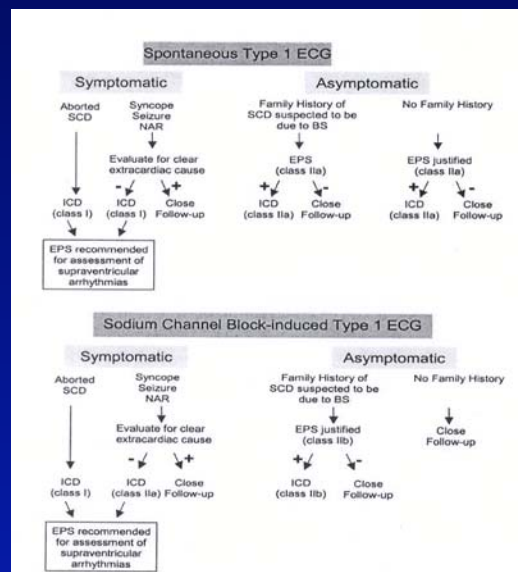 Spontaneous Type 1 ECG
Symptomatic
Aborted
SCD
Syncope
Seizure
NAR
Evaluate for clear
extracardiac cause
- +
ICD
(class I)
ICD
(class I)
Close
Follow-up
EPS recommended
for assessment of
supraventricular
arrhythmias
Asymptomatic
Family History of
SCD suspected to be
due to BS
EPS
(class IIa)
+ -
ICD
(class IIa)
Close
Follow-up
No Family History
EPS justified
(class IIa)
+ -
ICD
(class IIa)
Close
Follow-up
Sodium Channel Block-induced Type 1 ECG
Symptomatic
Aborted
SCD
Syncope
Seizure
NAR
Evaluate for clear
extracardiac cause
- +
ICD
(class I)
ICD
(class IIa)
Close
Follow-up
EPS recommended
for assessment of
supraventricular
arrhythmias
Asymptomatic
Family History of
SCD suspected to be
due to BS
EPS justified
(class IIb)
+ -
ICD
(class IIb)
Close
Follow-up
No Family History
Close
Follow-up